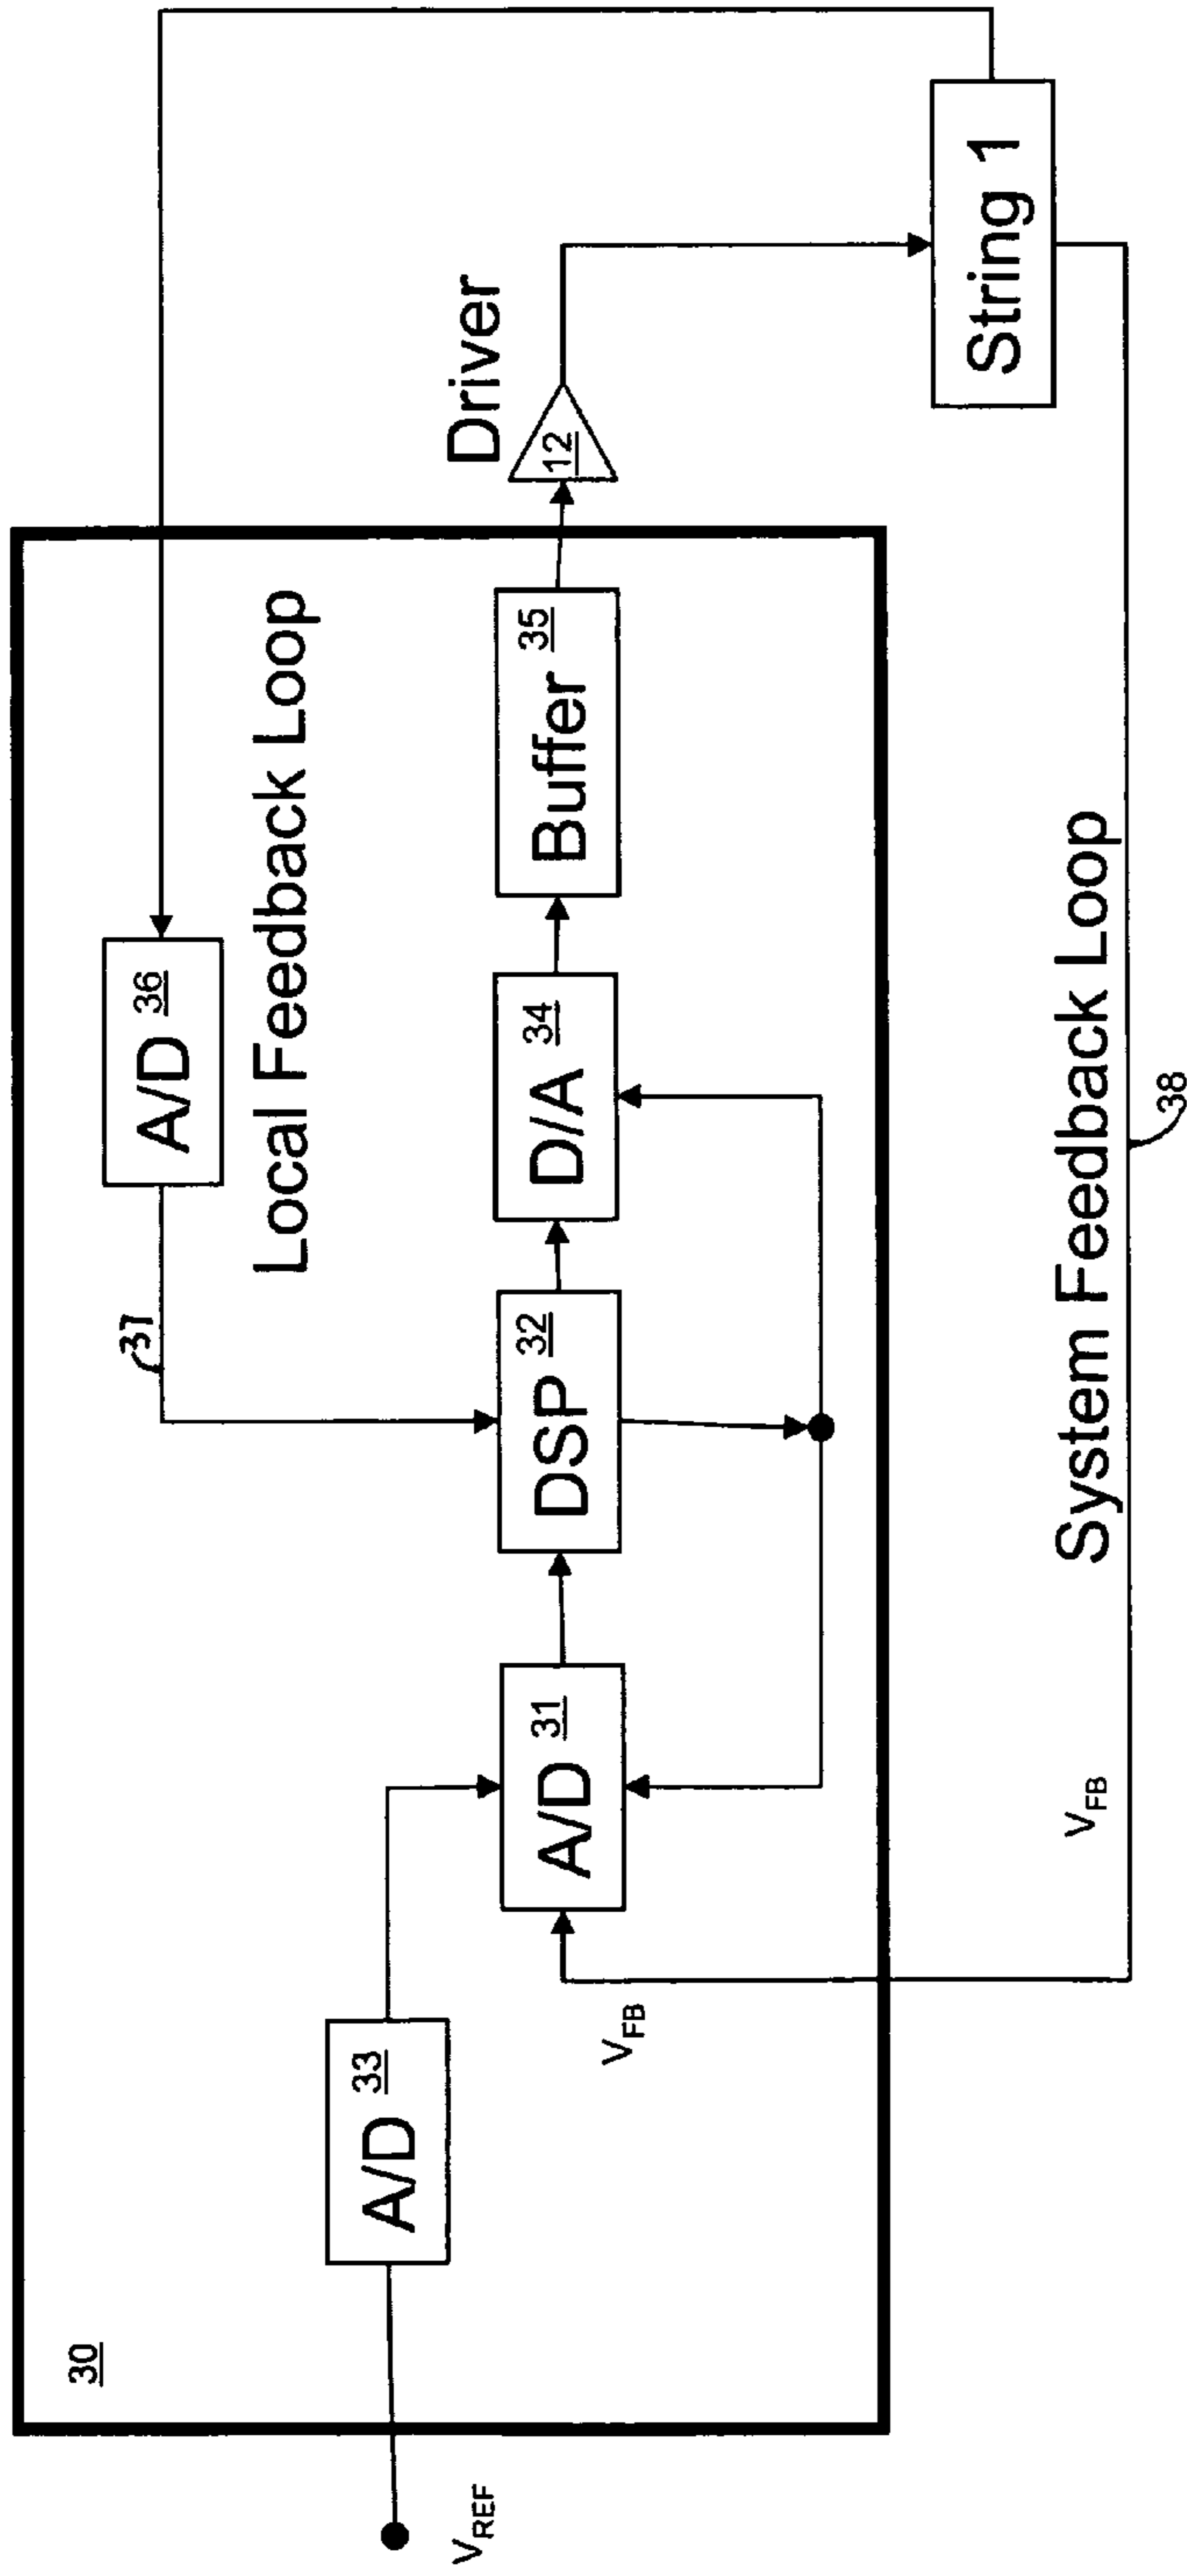 30
V_REF
A/D 33
V_FB
A/D 31
DSP 32
37
A/D 36
Local Feedback Loop
D/A 34
Buffer 35
Driver
12
String 1
V_FB
System Feedback Loop
38